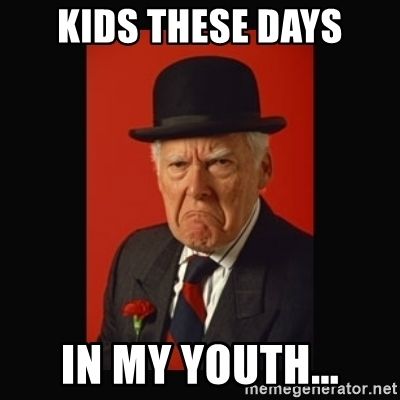 KIDS THESE DAYS
IN MY YOUTH...
memegenerator.net